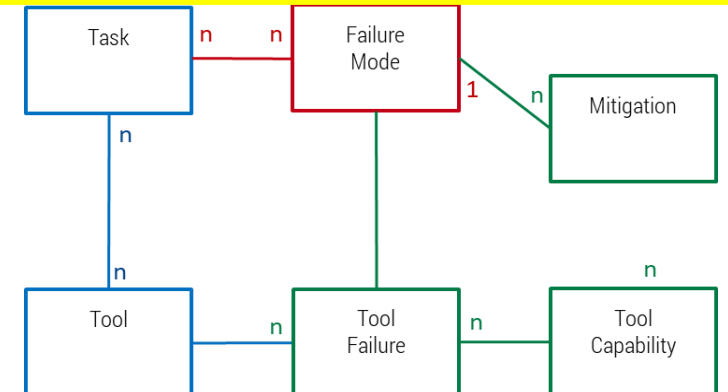 Task
n
n
Failure
Mode
1
n
Mitigation
n
n
n
Tool
n
Tool
Failure
n
Tool
Capability